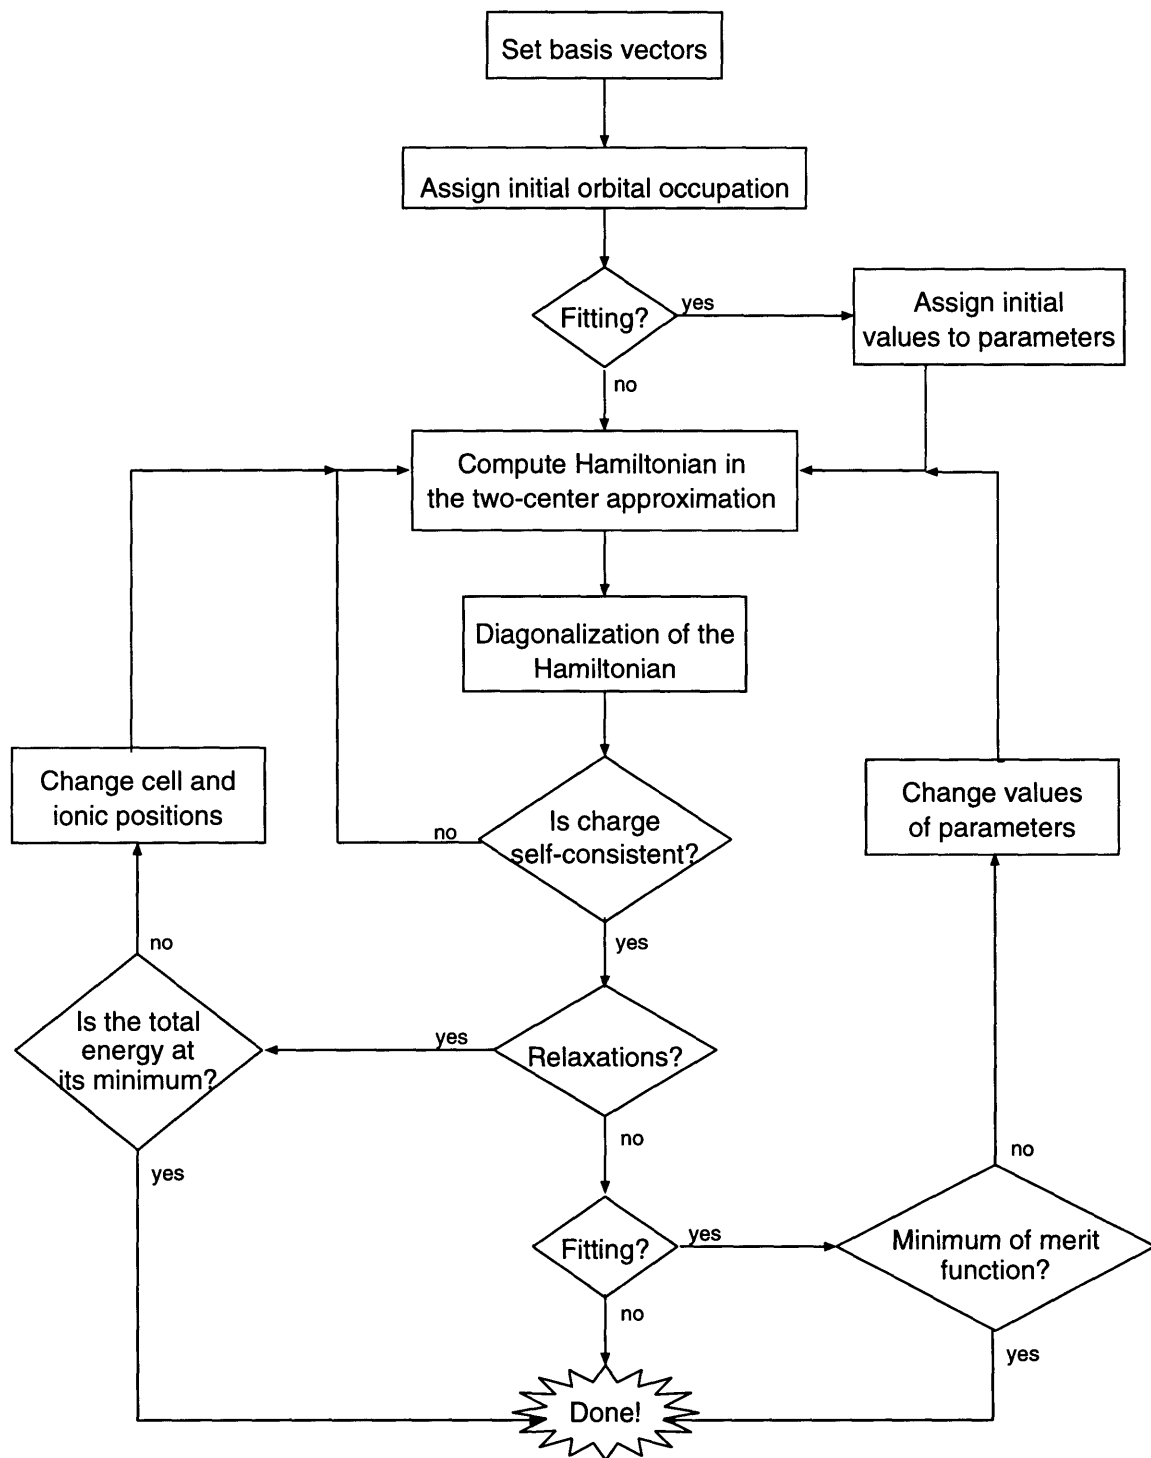 Set basis vectors
Assign initial orbital occupation
Fitting?
yes
Assign initial
values to parameters
no
Compute Hamiltonian in
the two-center approximation
Diagonalization of the
Hamiltonian
Change cell and
ionic positions
no
Is charge
self-consistent?
Change values
of parameters
yes
no
Is the total
energy at
its minimum?
yes
Relaxations?
no
no
yes
Fitting?
yes
Minimum of merit
function?
no
yes
Done!